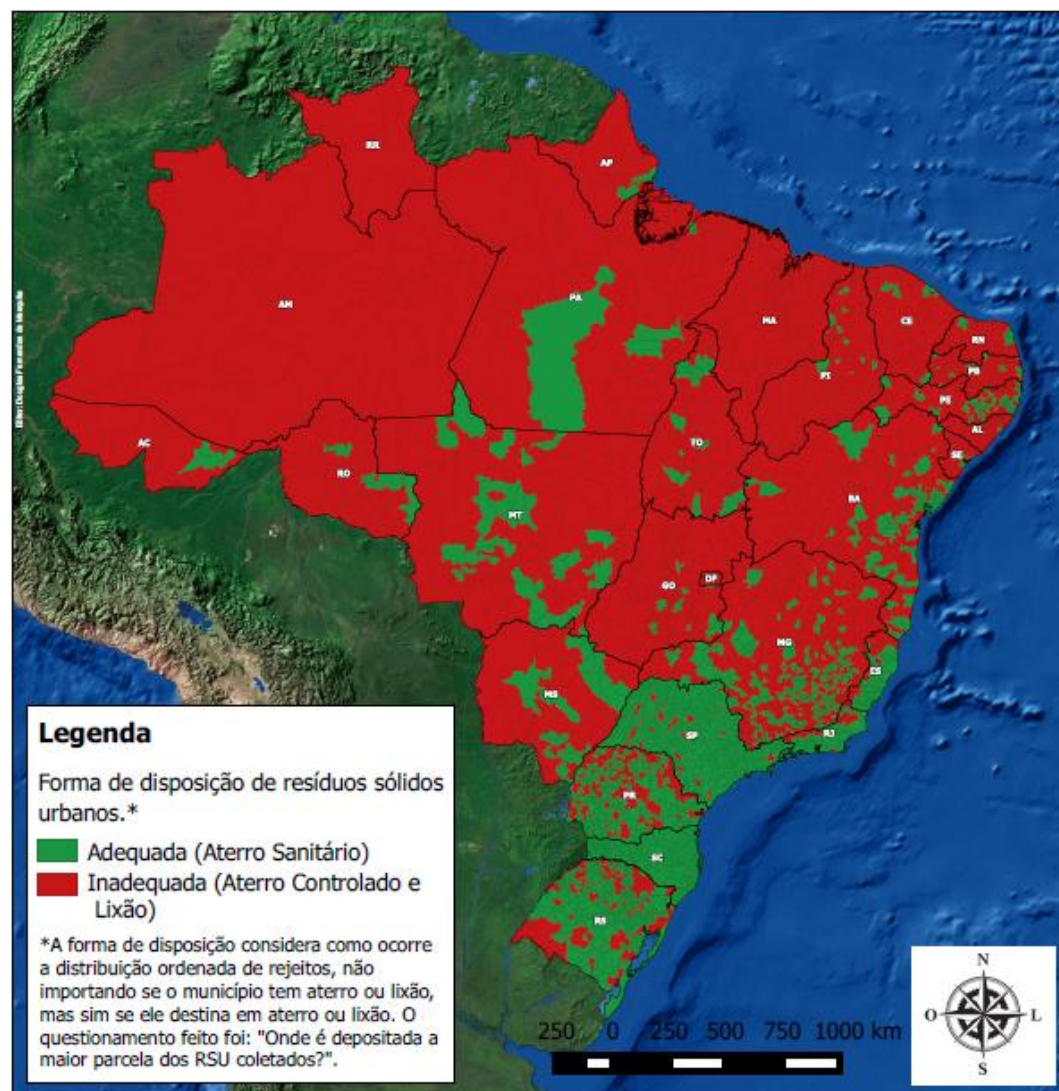 RR
AP
AM
PA
MA
CE
RN
PI
PB
PE
AC
AL
TO
SE
RO
BA
MT
DF
GO
MG
ES
MS
SP
RJ
PR
SC
RS
Legenda
Forma de disposição de resíduos sólidos
urbanos.*
Adequada (Aterro Sanitário)
Inadequada (Aterro Controlado e
Lixão)
*A forma de disposição considera como ocorre
a distribuição ordenada de rejeitos, não
importando se o município tem aterro ou lixão,
mas sim se ele destina em aterro ou lixão. O
questionamento feito foi: "Onde é depositada a
maior parcela dos RSU coletados?".
250 0 250 500 750 1000 km
N
O L
S